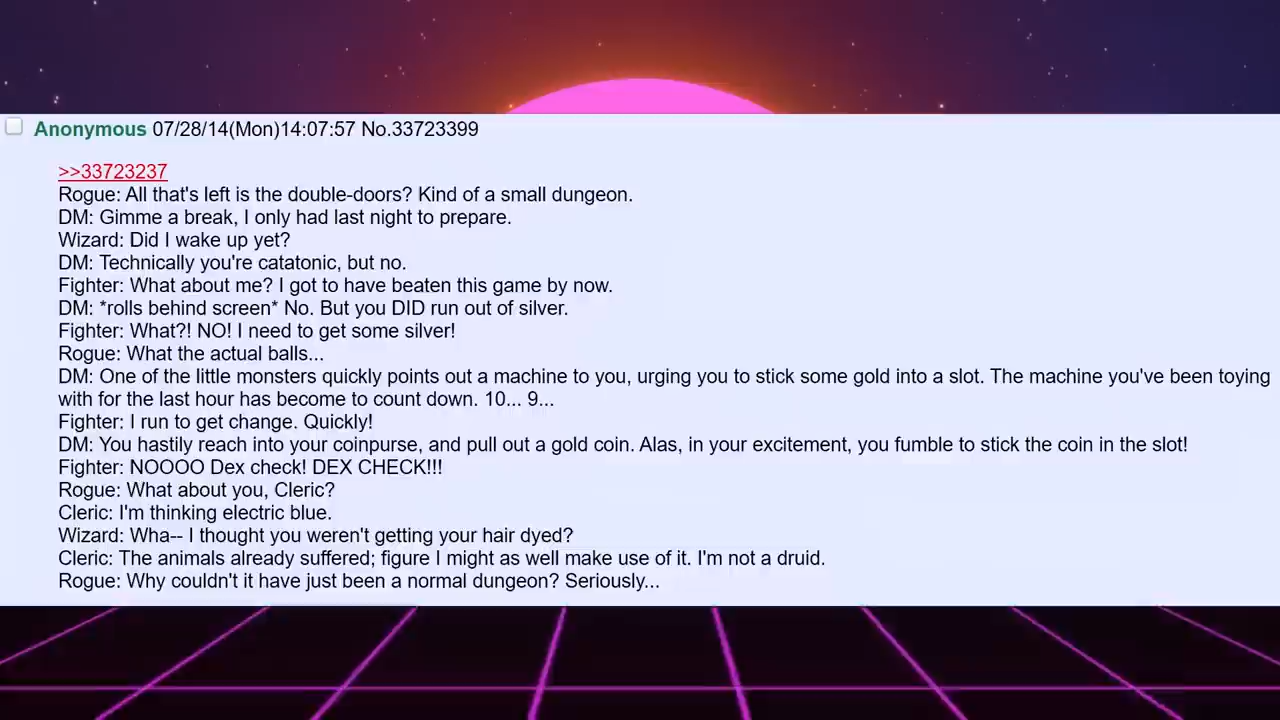 Anonymous 07/28/14(Mon)14:07:57 No.33723399
>>33723237
Rogue: All that's left is the double-doors? Kind of a small dungeon.
DM: Gimme a break, I only had last night to prepare.
Wizard: Did I wake up yet?
DM: Technically you're catatonic, but no.
Fighter: What about me? I got to have beaten this game by now.
DM: *rolls behind screen* No. But you DID run out of silver.
Fighter: What?! NO! I need to get some silver!
Rogue: What the actual balls...
DM: One of the little monsters quickly points out a machine to you, urging you to stick some gold into a slot. The machine you've been toying
with for the last hour has become to count down. 10... 9...
Fighter: I run to get change. Quickly!
DM: You hastily reach into your coinpurse, and pull out a gold coin. Alas, in your excitement, you fumble to stick the coin in the slot!
Fighter: NOOOO Dex check! DEX CHECK!!!
Rogue: What about you, Cleric?
Cleric: I'm thinking electric blue.
Wizard: Wha-- I thought you weren't getting your hair dyed?
Cleric: The animals already suffered; figure I might as well make use of it. I'm not a druid.
Rogue: Why couldn't it have just been a normal dungeon? Seriously...